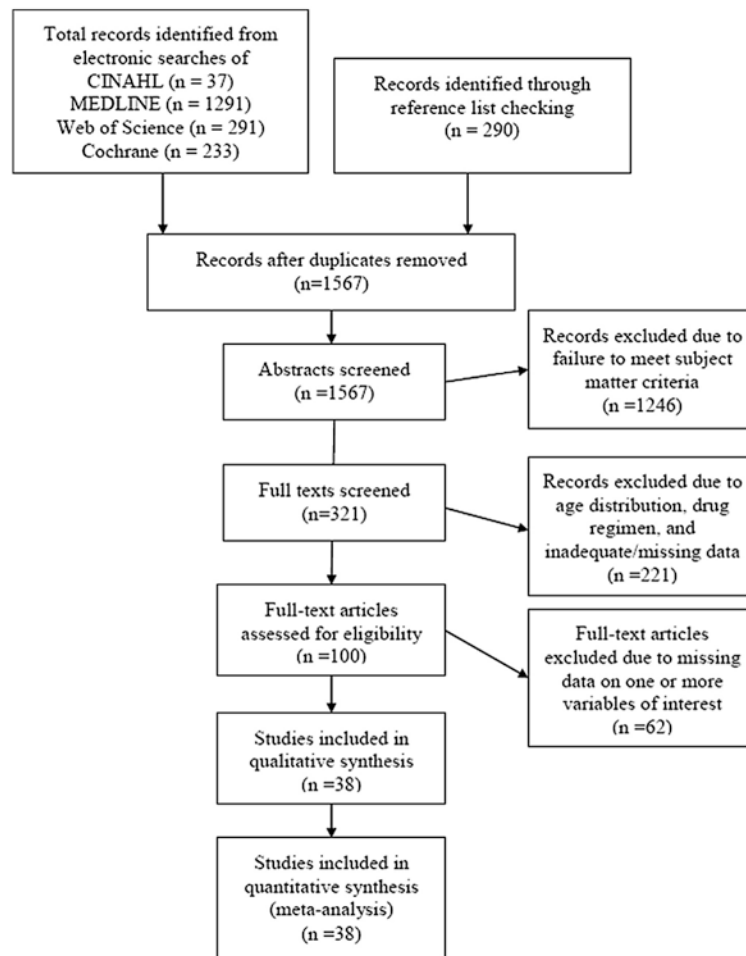 Total records identified from
electronic searches of
CINAHL (n = 37)
MEDLINE (n = 1291)
Web of Science (n = 291)
Cochrane (n = 233)
Records identified through
reference list checking
(n = 290)
Records after duplicates removed
(n=1567)
Abstracts screened
(n =1567)
Records excluded due to
failure to meet subject
matter criteria
(n =1246)
Full texts screened
(n=321)
Records excluded due to
age distribution, drug
regimen, and
inadequate/missing data
(n =221)
Full-text articles
assessed for eligibility
(n =100)
Full-text articles
excluded due to missing
data on one or more
variables of interest
(n =62)
Studies included in
qualitative synthesis
(n =38)
Studies included in
quantitative synthesis
(meta-analysis)
(n =38)